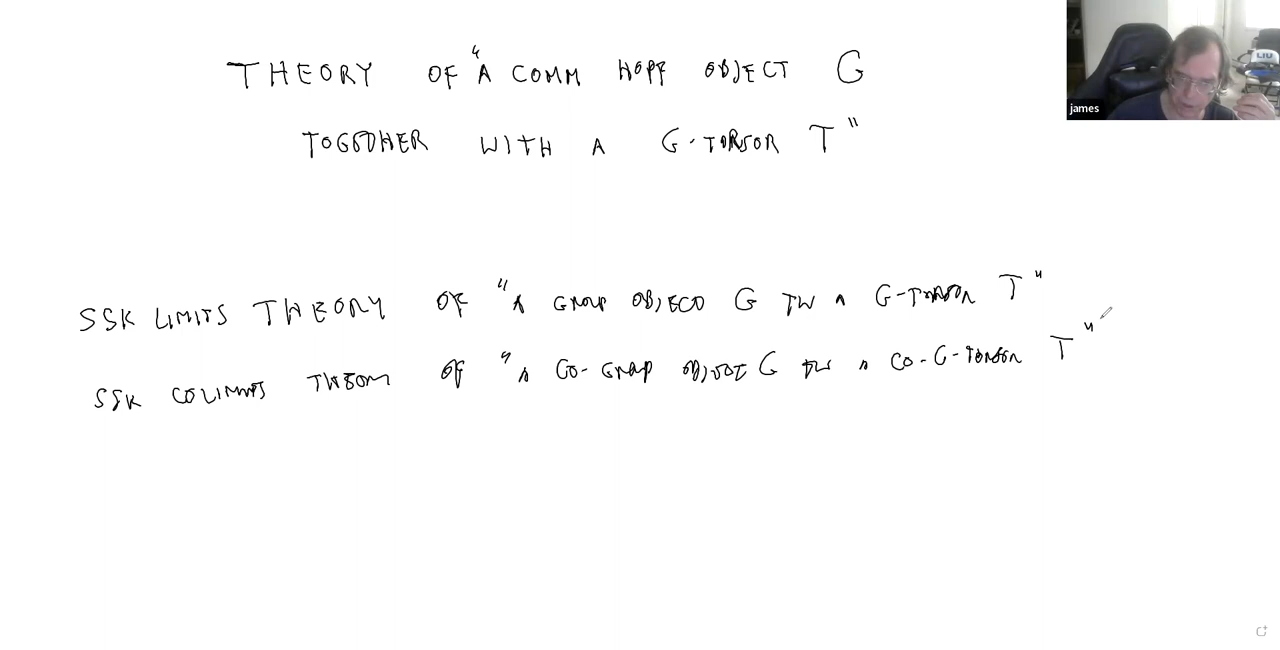 THEORY OF "A COMM HOPF OBJECT G
TOGETHER WITH A G-TORSOR T"
james
SSK LIMITS THEORY OF "A GROUP OBJECT G TW A G-TORSOR T"
SSK COLIMITS THEORY OF "A CO-GROUP OBJECT G TW A CO-G-TORSOR T"
LIU